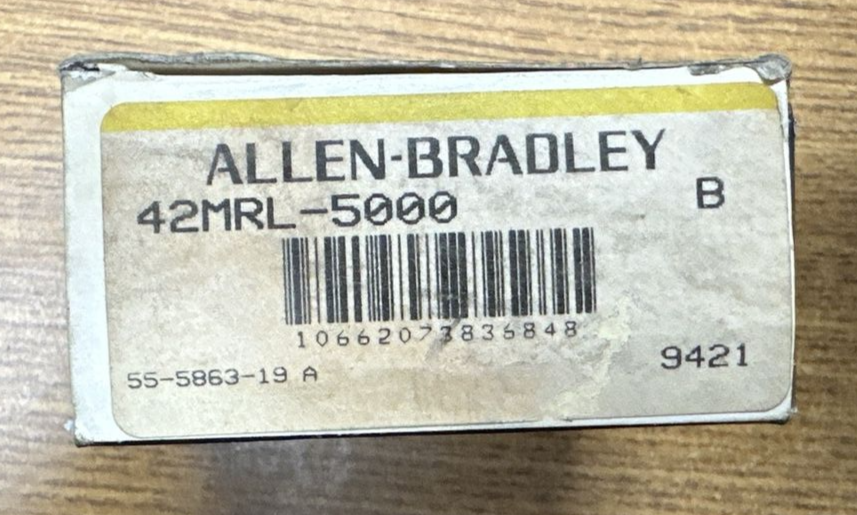 ALLEN-BRADLEY
42MRL-5000 B
10662073836848
55-5863-19 A
9421